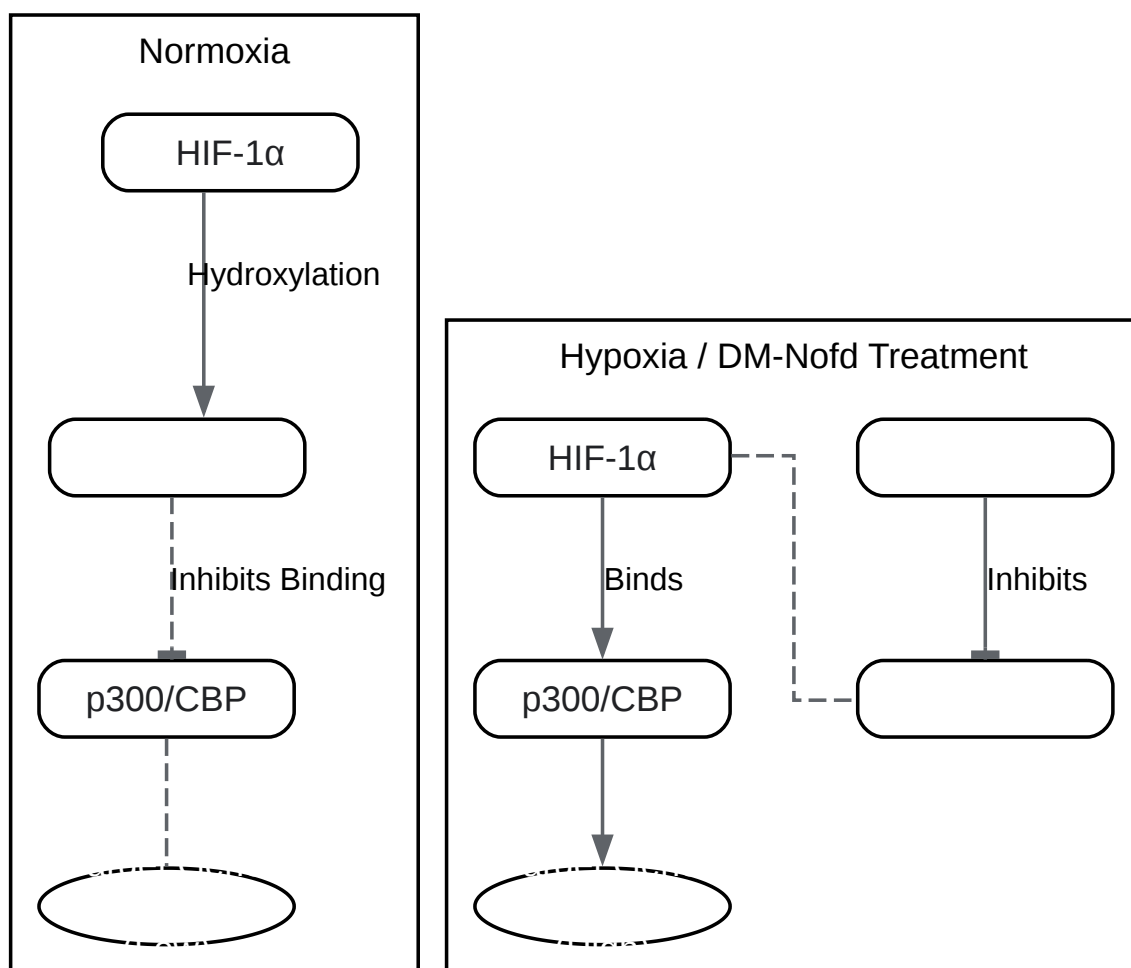 Normoxia
HIF-1α
Hydroxylation
Inhibits Binding
p300/CBP
Hypoxia / DM-Nofd Treatment
HIF-1α
Binds
Inhibits
p300/CBP